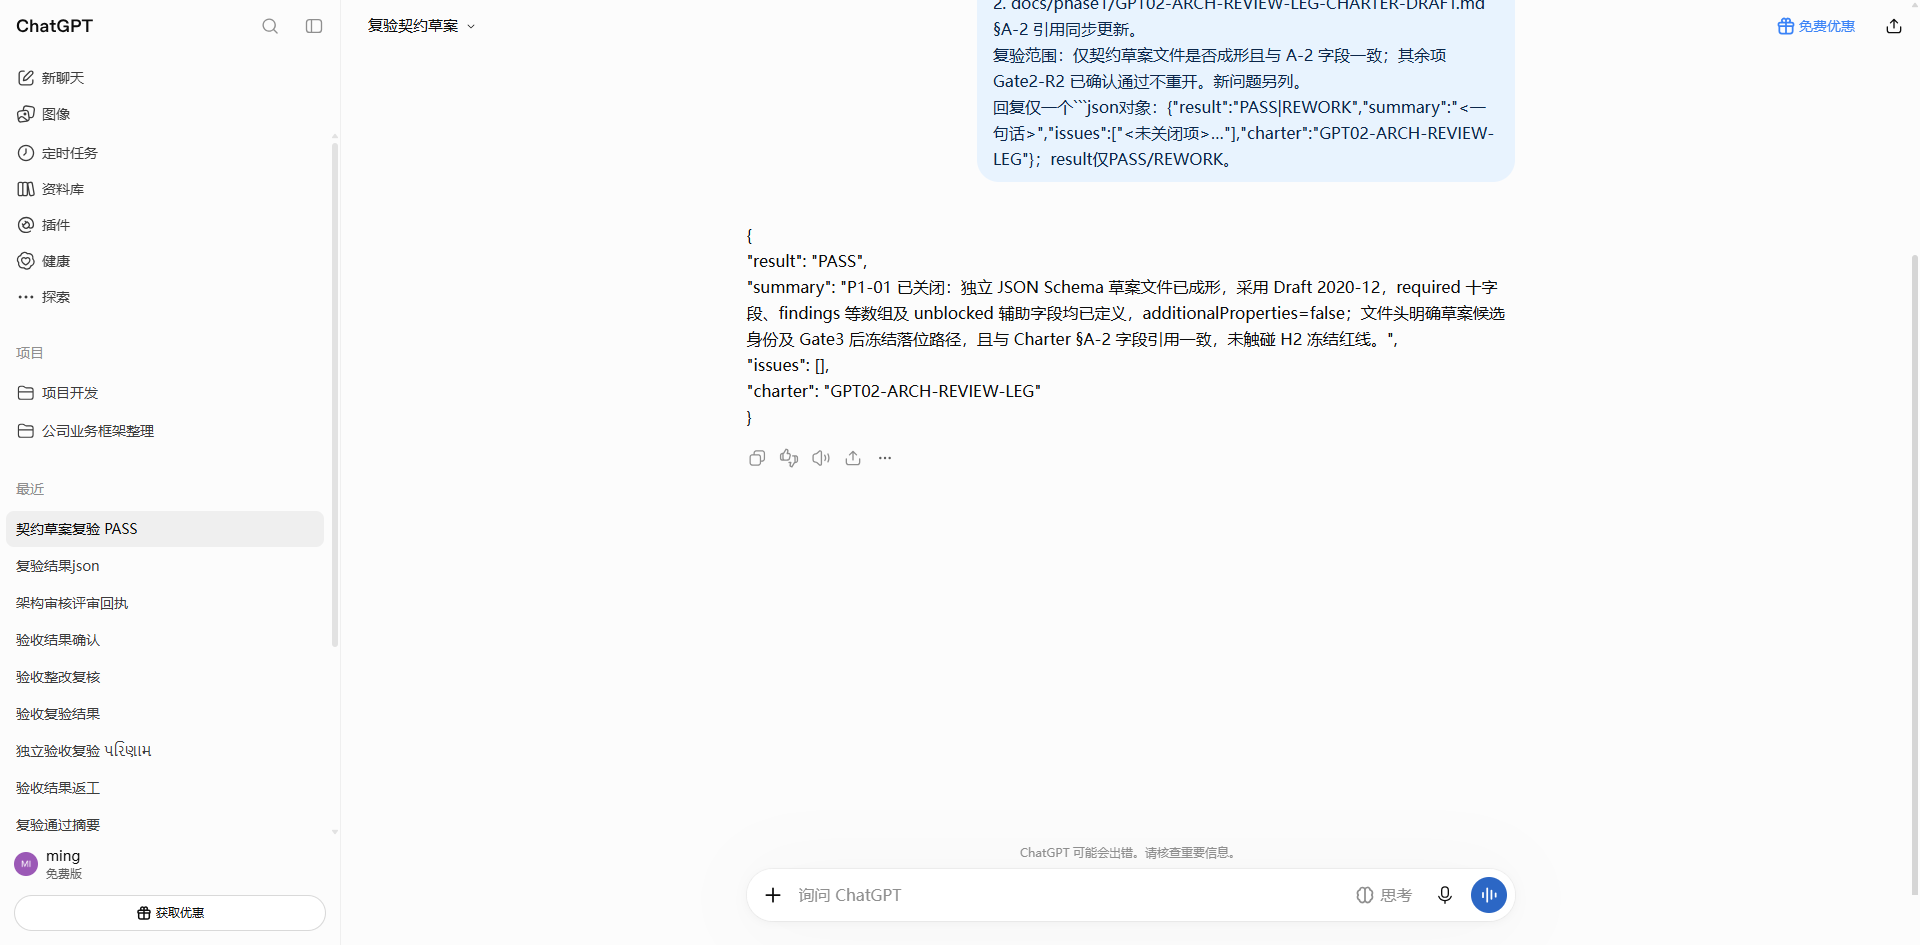 ChatGPT
新聊天
图像
定时任务
资料库
插件
健康
探索
项目
项目开发
公司业务框架整理
最近
契约草案复验 PASS
复验结果json
架构审核评审回执
验收结果确认
验收整改复核
验收复验结果
独立验收复验 પરિણામ
验收结果返工
复验通过摘要
MI
ming
免费版
获取优惠
复验契约草案
免费优惠
2. docs/phase1/GPT02-ARCH-REVIEW-LEG-CHARTER-DRAFT.md
§A-2 引用同步更新。
复验范围：仅契约草案文件是否成形且与 A-2 字段一致；其余项
Gate2-R2 已确认通过不重开。新问题另列。
回复仅一个```json对象：{"result":"PASS|REWORK","summary":"<一
句话>","issues":["<未关闭项>..."],"charter":"GPT02-ARCH-REVIEW-
LEG"}；result仅PASS/REWORK。
{
"result": "PASS",
"summary": "P1-01 已关闭：独立 JSON Schema 草案文件已成形，采用 Draft 2020-12，required 十字
段、findings 等数组及 unblocked 辅助字段均已定义，additionalProperties=false；文件头明确草案候选
身份及 Gate3 后冻结落位路径，且与 Charter §A-2 字段引用一致，未触碰 H2 冻结红线。",
"issues": [],
"charter": "GPT02-ARCH-REVIEW-LEG"
}
ChatGPT 可能会出错。请核查重要信息。
询问 ChatGPT
思考